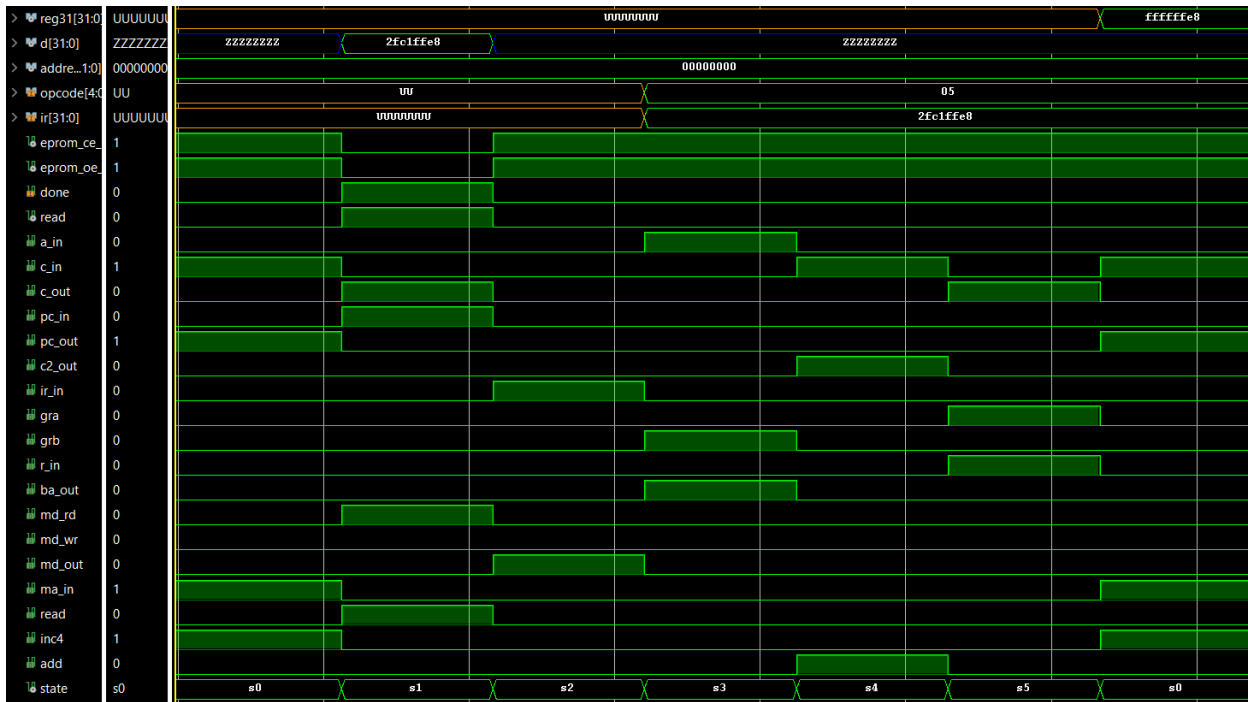 reg31[31:0] UUUUUUU UUUUUUUU ffffffe8
d[31:0] ZZZZZZZ ZZZZZZZZ 2fc1ffe8 ZZZZZZZZ
addre...1:0] 00000000 00000000
opcode[4:0 UU UU 05
ir[31:0] UUUUUUU UUUUUUUU 2fc1ffe8
eprom_ce_ 1
eprom_oe_ 1
done 0
read 0
a_in 0
c_in 1
c_out 0
pc_in 0
pc_out 1
c2_out 0
ir_in 0
gra 0
grb 0
r_in 0
ba_out 0
md_rd 0
md_wr 0
md_out 0
ma_in 1
read 0
inc4 1
add 0
state s0 s0 s1 s2 s3 s4 s5 s0